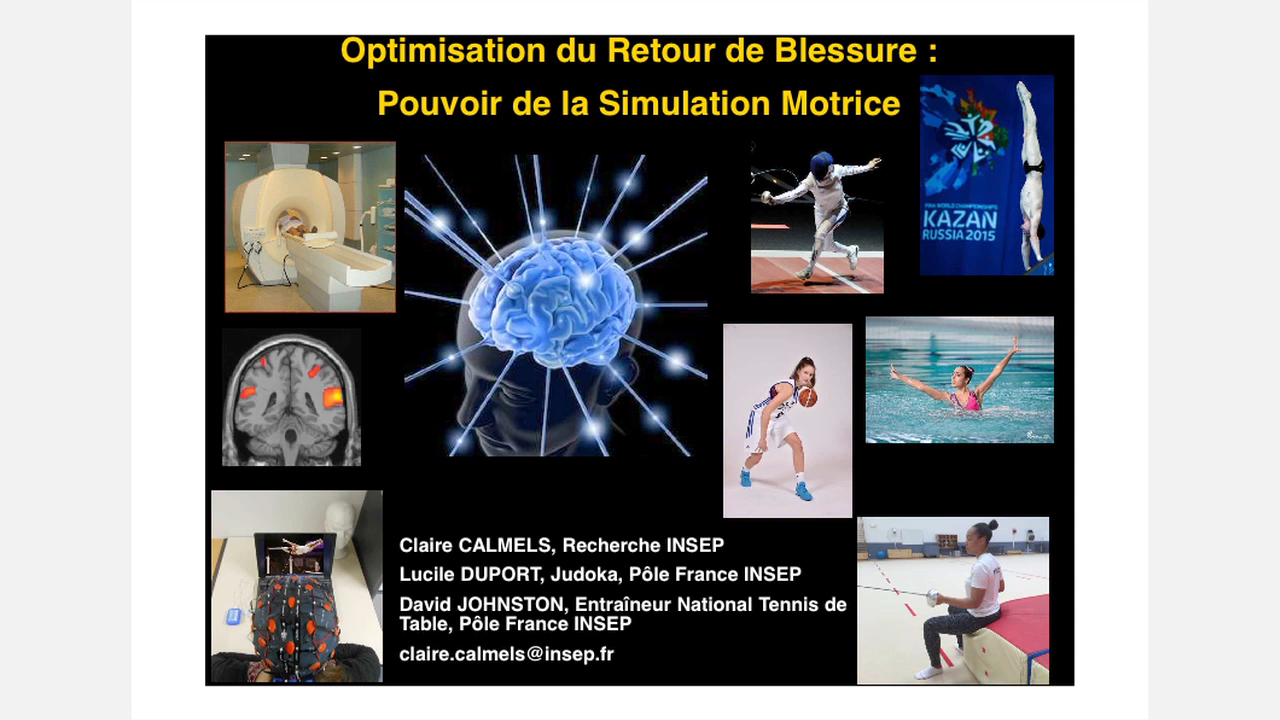 Optimisation du Retour de Blessure :
Pouvoir de la Simulation Motrice
KAZAN
RUSSIA 2015
Claire CALMELS, Recherche INSEP
Lucile DUPORT, Judoka, Pôle France INSEP
David JOHNSTON, Entraîneur National Tennis de
Table, Pôle France INSEP
claire.calmels@insep.fr